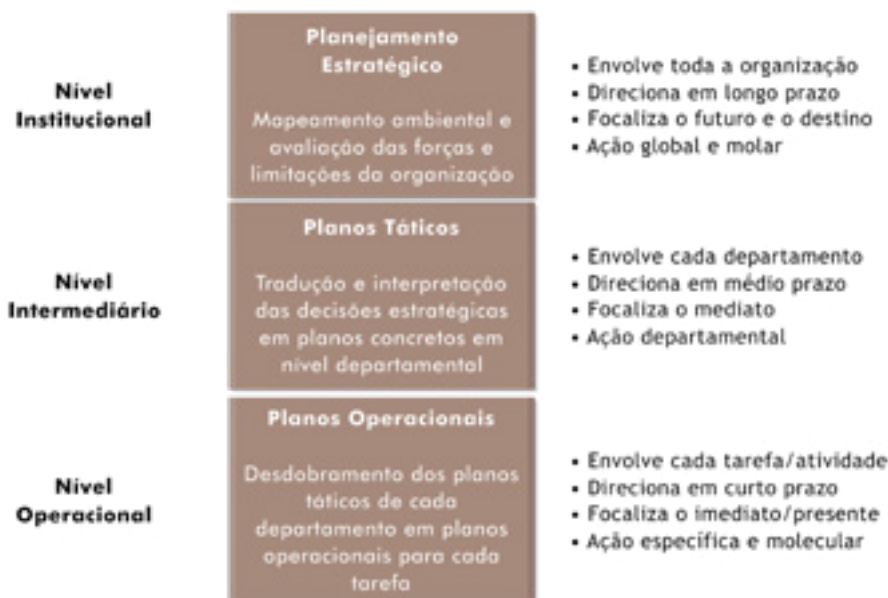 Nível
Institucional
Planejamento
Estratégico
Mapeamento ambiental e
avaliação das forças e
limitações da organização
▪ Envolve toda a organização
▪ Direciona em longo prazo
▪ Focaliza o futuro e o destino
▪ Ação global e molar
Nível
Intermediário
Planos Táticos
Tradução e interpretação
das decisões estratégicas
em planos concretos em
nível departamental
▪ Envolve cada departamento
▪ Direciona em médio prazo
▪ Focaliza o mediato
▪ Ação departamental
Nível
Operacional
Planos Operacionais
Desdobramento dos planos
táticos de cada
departamento em planos
operacionais para cada
tarefa
▪ Envolve cada tarefa/atividade
▪ Direciona em curto prazo
▪ Focaliza o imediato/presente
▪ Ação específica e molecular